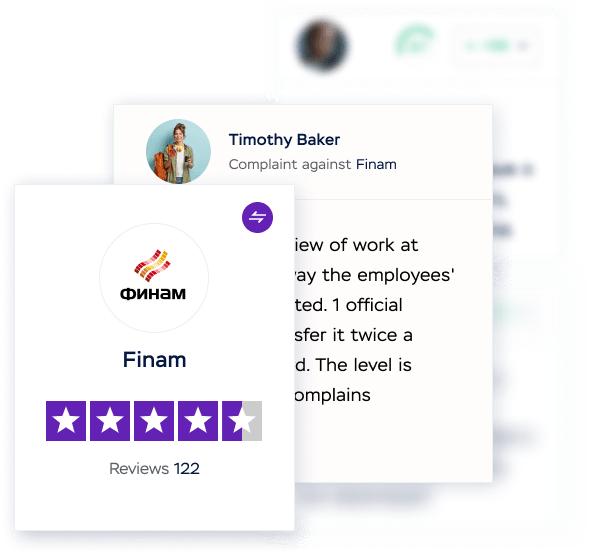 Timothy Baker
Complaint against Finam
iew of work at
ay the employees'
ted. 1 official
sfer it twice a
d. The level is
omplains
ФИНАМ
Finam
Reviews 122